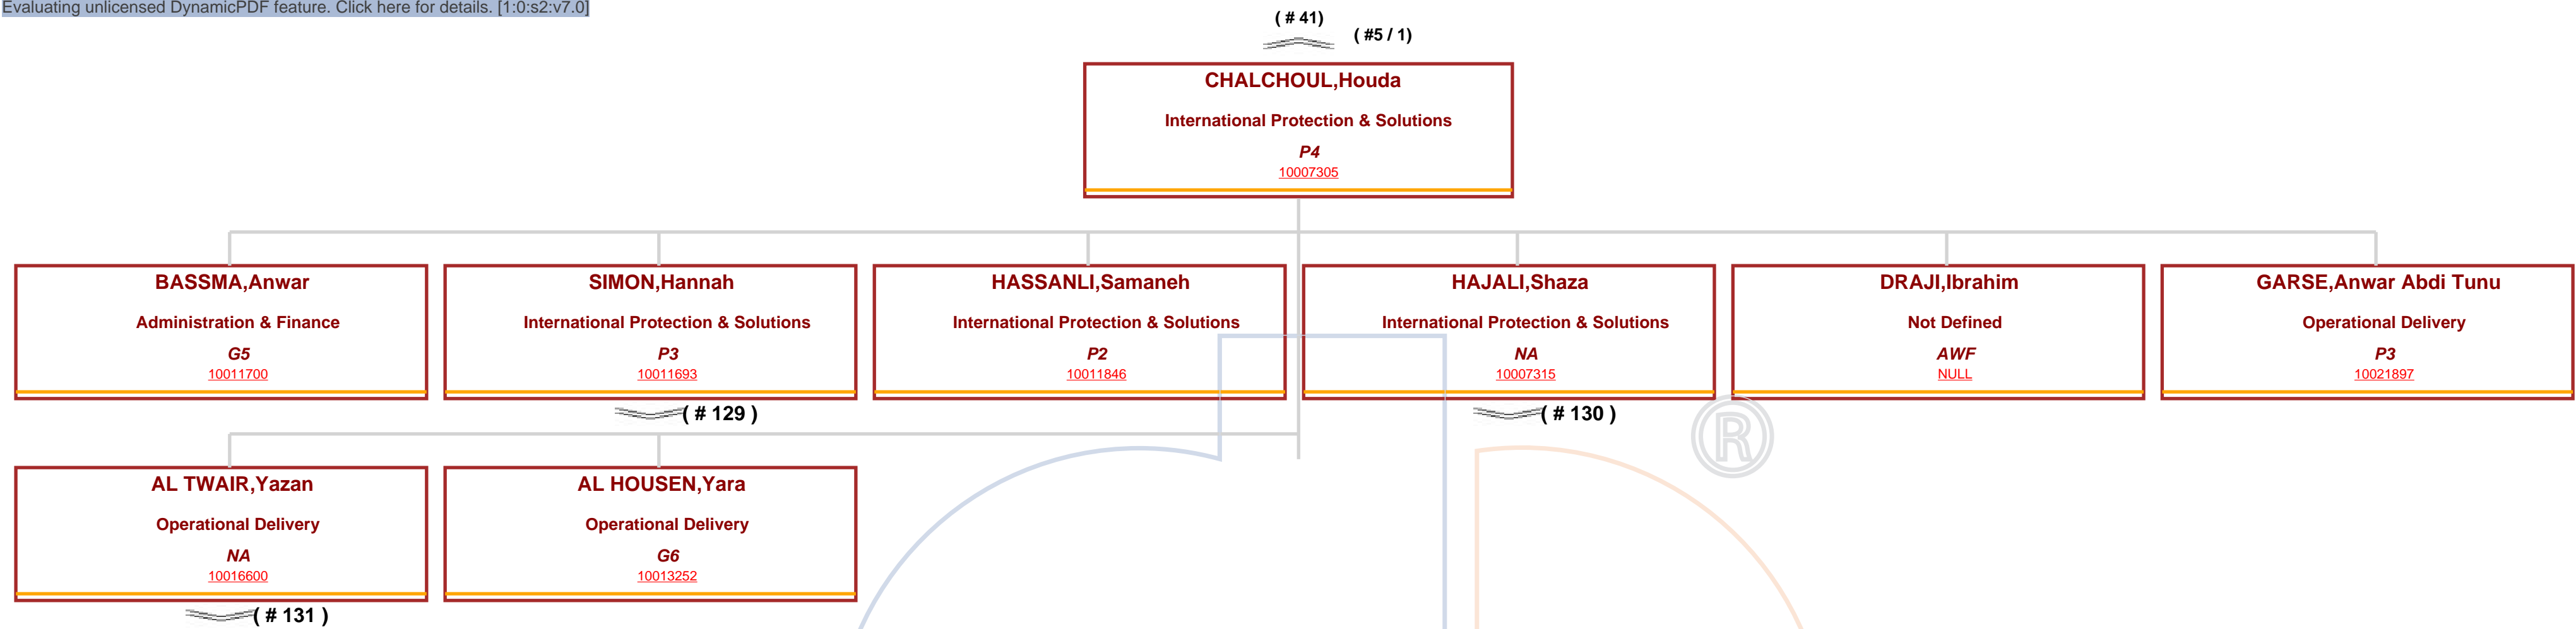 Evaluating unlicensed DynamicPDF feature. Click here for details. [1:0:s2:v7.0]
( # 41)
( #5 / 1)
CHALCHOUL,Houda
International Protection & Solutions
P4
10007305
BASSMA,Anwar
Administration & Finance
G5
10011700
SIMON,Hannah
International Protection & Solutions
P3
10011693
( # 129 )
HASSANLI,Samaneh
International Protection & Solutions
P2
10011846
HAJALI,Shaza
International Protection & Solutions
NA
10007315
( # 130 )
DRAJI,Ibrahim
Not Defined
AWF
NULL
GARSE,Anwar Abdi Tunu
Operational Delivery
P3
10021897
AL TWAIR,Yazan
Operational Delivery
NA
10016600
( # 131 )
AL HOUSEN,Yara
Operational Delivery
G6
10013252
®